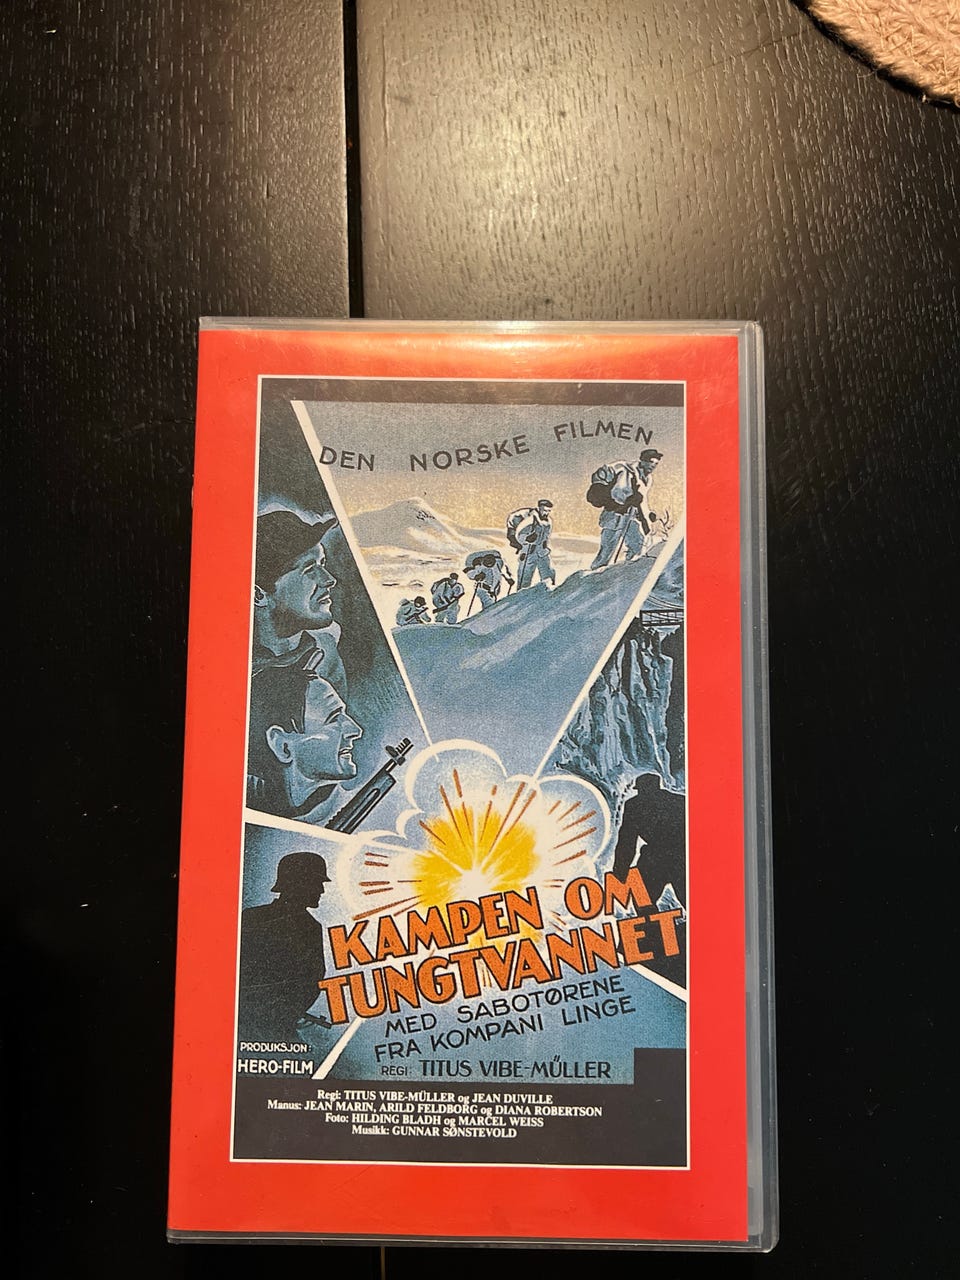 DEN NORSKE FILMEN
KAMPEN OM
TUNGTVANNET
MED SABOTØRENE
FRA KOMPANI LINGE
REGI: TITUS VIBE-MÜLLER
PRODUKSJON:
HERO-FILM
Regi: TITUS VIBE-MÜLLER og JEAN DUVILLE
Manus: JEAN MARIN, ARILD FELDBORG og DIANA ROBERTSON
Foto: HILDING BLADH og MARCEL WEISS
Musikk: GUNNAR SØNSTEVOLD